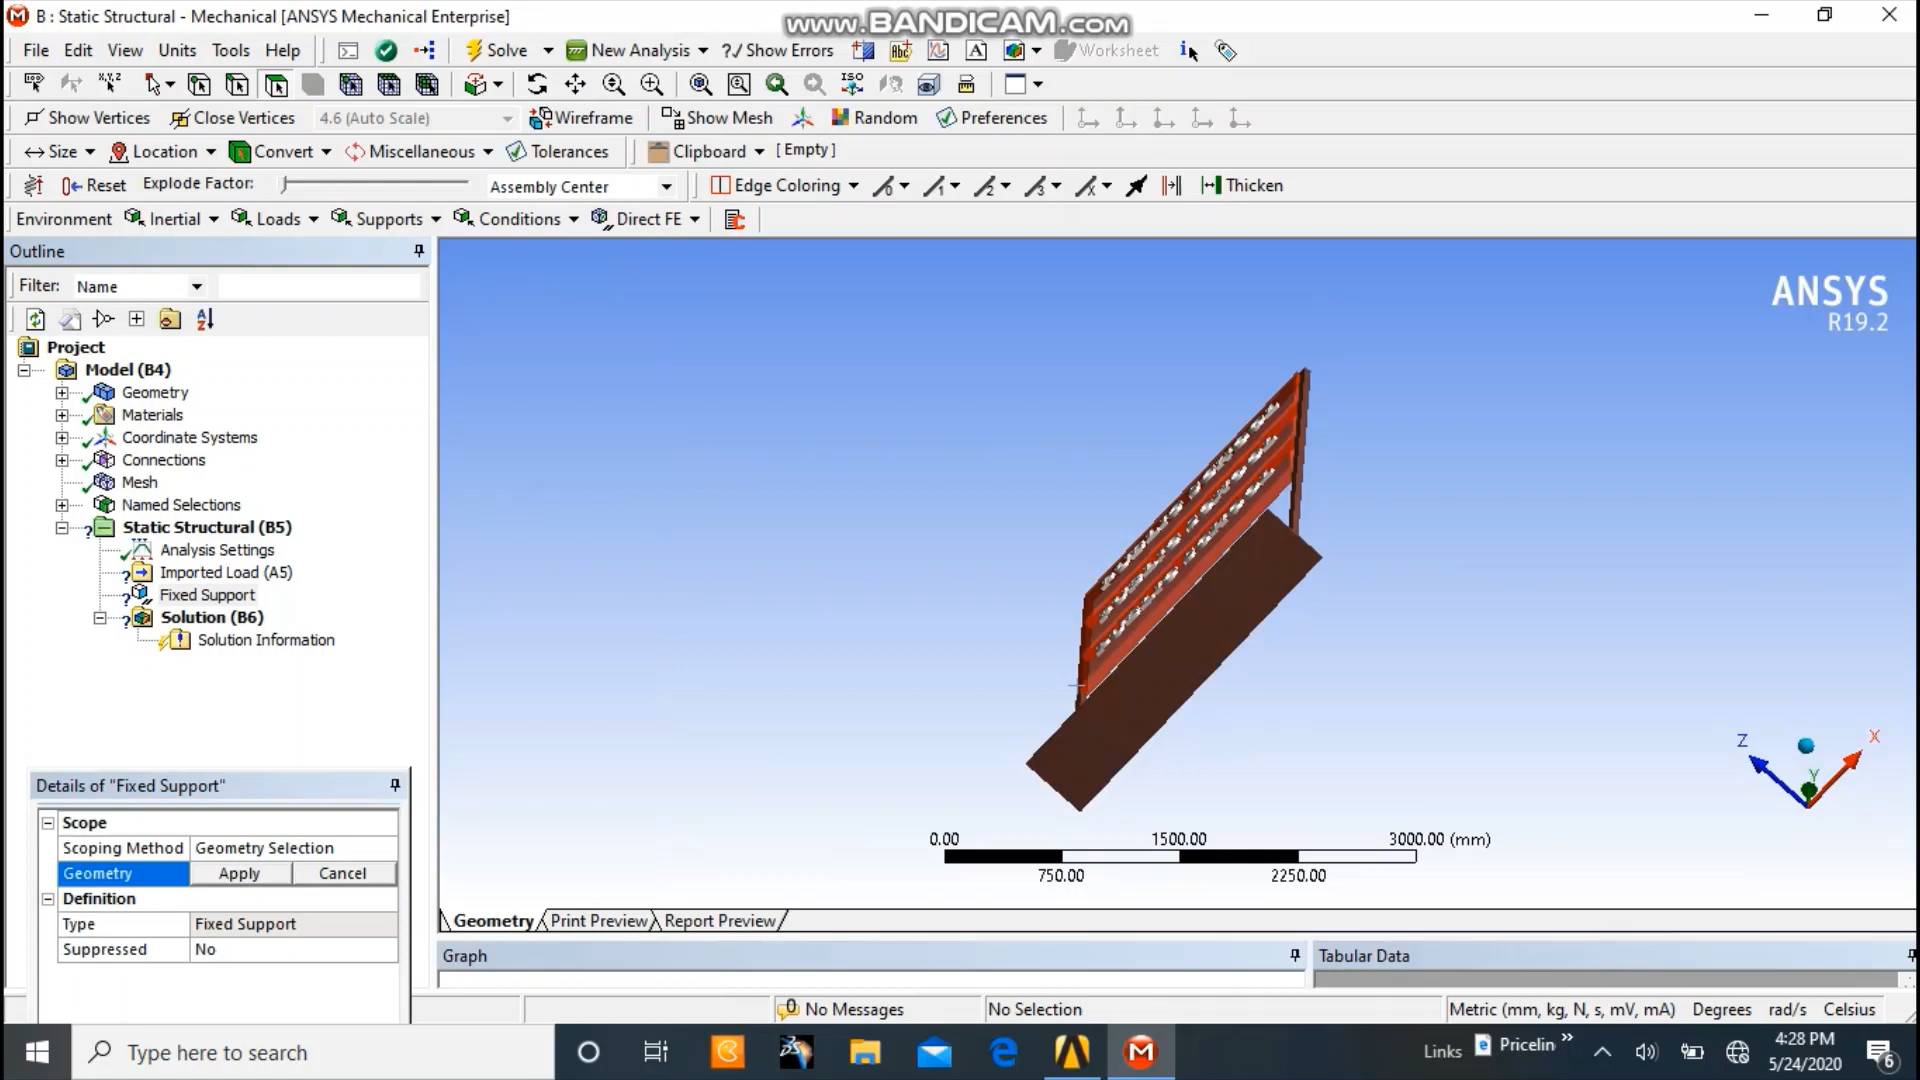 B : Static Structural - Mechanical [ANSYS Mechanical Enterprise]
www.BANDICAM.com
File Edit View Units Tools Help Solve New Analysis ?/ Show Errors Worksheet
Show Vertices Close Vertices 4.6 (Auto Scale) Wireframe Show Mesh Random Preferences
Size Location Convert Miscellaneous Tolerances Clipboard [ Empty ]
Reset Explode Factor: Assembly Center Edge Coloring Thicken
Environment Inertial Loads Supports Conditions Direct FE
Outline
Filter: Name
Project
Model (B4)
Geometry
Materials
Coordinate Systems
Connections
Mesh
Named Selections
Static Structural (B5)
Analysis Settings
Imported Load (A5)
Fixed Support
Solution (B6)
Solution Information
ANSYS
R19.2
Z X
Y
0.00 1500.00 3000.00 (mm)
750.00 2250.00
Details of "Fixed Support"
Scope
Scoping Method Geometry Selection
Geometry Apply Cancel
Definition
Type Fixed Support
Suppressed No
Geometry Print Preview Report Preview
Graph Tabular Data
No Messages No Selection Metric (mm, kg, N, s, mV, mA) Degrees rad/s Celsius
Type here to search Links Pricelin 4:28 PM
5/24/2020 6